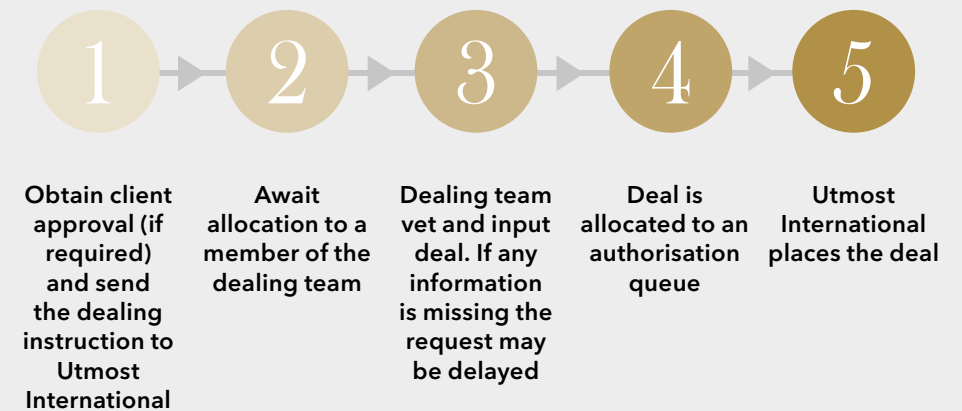 1
2
3
4
5
Obtain client
approval (if
required)
and send
the dealing
instruction to
Utmost
International
Await
allocation to a
member of the
dealing team
Dealing team
vet and input
deal. If any
information
is missing the
request may
be delayed
Deal is
allocated to an
authorisation
queue
Utmost
International
places the deal